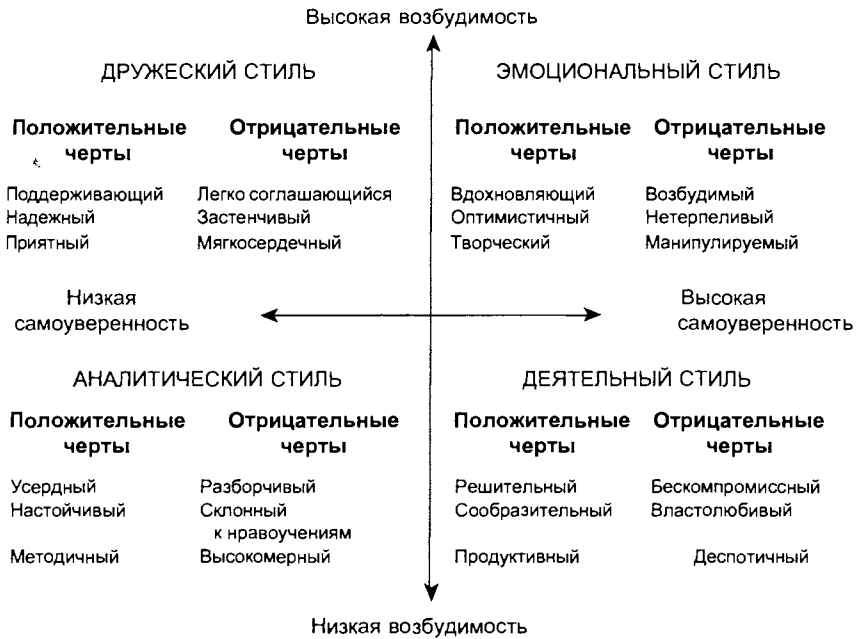 Высокая возбудимость
ДРУЖЕСКИЙ СТИЛЬ
Положительные черты
Отрицательные черты
Поддерживающий
Легко соглашающийся
Надежный
Застенчивый
Приятный
Мягкосердечный
ЭМОЦИОНАЛЬНЫЙ СТИЛЬ
Положительные черты
Отрицательные черты
Вдохновляющий
Возбудимый
Оптимистичный
Нетерпеливый
Творческий
Манипулируемый
Низкая
самоуверенность
Высокая
самоуверенность
АНАЛИТИЧЕСКИЙ СТИЛЬ
Положительные черты
Отрицательные черты
Усердный
Разборчивый
Настойчивый
Склонный
к нравоучениям
Методичный
Высокомерный
ДЕЯТЕЛЬНЫЙ СТИЛЬ
Положительные черты
Отрицательные черты
Решительный
Бескомпромиссный
Сообразительный
Властолюбивый
Продуктивный
Деспотичный
Низкая возбудимость